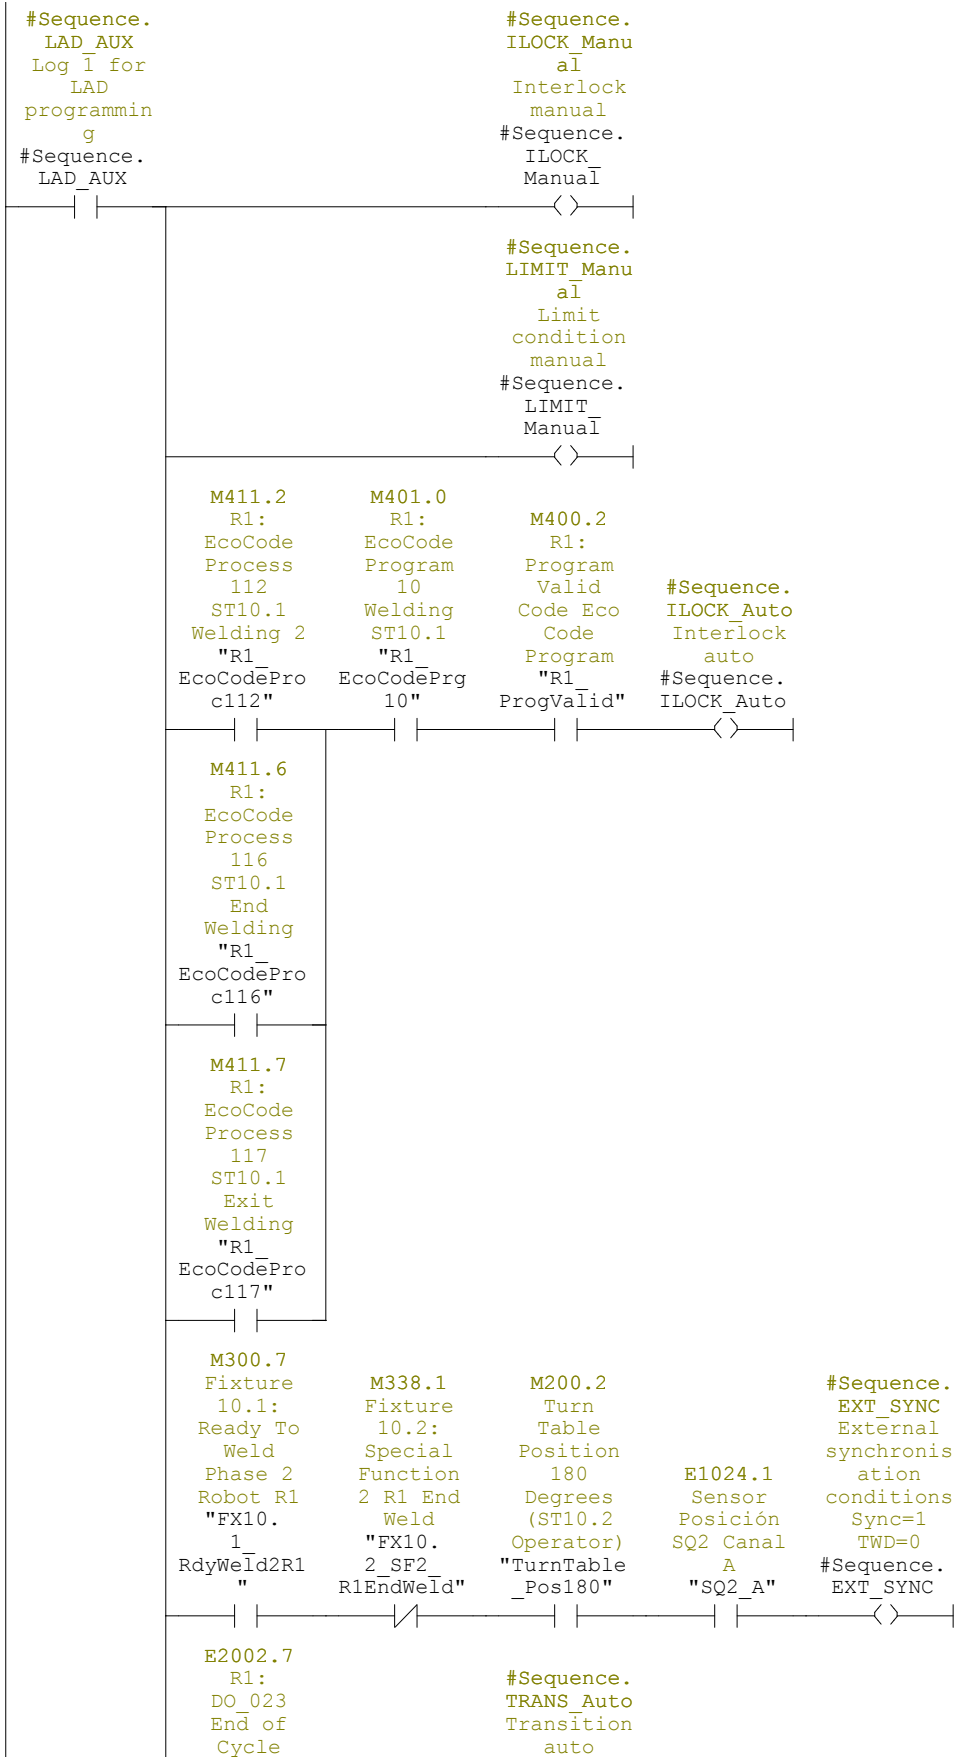 #Sequence.
LAD_AUX
Log 1 for
LAD
programmin
g
#Sequence.
LAD_AUX
#Sequence.
ILOCK_Manu
al
Interlock
manual
#Sequence.
ILOCK_
Manual
#Sequence.
LIMIT_Manu
al
Limit
condition
manual
#Sequence.
LIMIT_
Manual
M411.2
R1:
EcoCode
Process
112
ST10.1
Welding 2
"R1_
EcoCodePro
c112"
M401.0
R1:
EcoCode
Program
10
Welding
ST10.1
"R1_
EcoCodePrg
10"
M400.2
R1:
Program
Valid
Code Eco
Code
Program
"R1_
ProgValid"
#Sequence.
ILOCK_Auto
Interlock
auto
#Sequence.
ILOCK_Auto
M411.6
R1:
EcoCode
Process
116
ST10.1
End
Welding
"R1_
EcoCodePro
c116"
M411.7
R1:
EcoCode
Process
117
ST10.1
Exit
Welding
"R1_
EcoCodePro
c117"
M300.7
Fixture
10.1:
Ready To
Weld
Phase 2
Robot R1
"FX10.
1_
RdyWeld2R1
"
M338.1
Fixture
10.2:
Special
Function
2 R1 End
Weld
"FX10.
2_SF2_
R1EndWeld"
M200.2
Turn
Table
Position
180
Degrees
(ST10.2
Operator)
"TurnTable
_Pos180"
E1024.1
Sensor
Posición
SQ2 Canal
A
"SQ2_A"
#Sequence.
EXT_SYNC
External
synchronis
ation
conditions
Sync=1
TWD=0
#Sequence.
EXT_SYNC
E2002.7
R1:
DO_023
End of
Cycle
#Sequence.
TRANS_Auto
Transition
auto